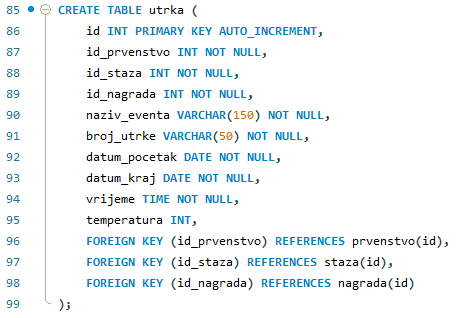 85 CREATE TABLE utrka (
86 id INT PRIMARY KEY AUTO_INCREMENT,
87 id_prvenstvo INT NOT NULL,
88 id_staza INT NOT NULL,
89 id_nagrada INT NOT NULL,
90 naziv_eventa VARCHAR(150) NOT NULL,
91 broj_utrke VARCHAR(50) NOT NULL,
92 datum_pocetak DATE NOT NULL,
93 datum_kraj DATE NOT NULL,
94 vrijeme TIME NOT NULL,
95 temperatura INT,
96 FOREIGN KEY (id_prvenstvo) REFERENCES prvenstvo(id),
97 FOREIGN KEY (id_staza) REFERENCES staza(id),
98 FOREIGN KEY (id_nagrada) REFERENCES nagrada(id)
99 );